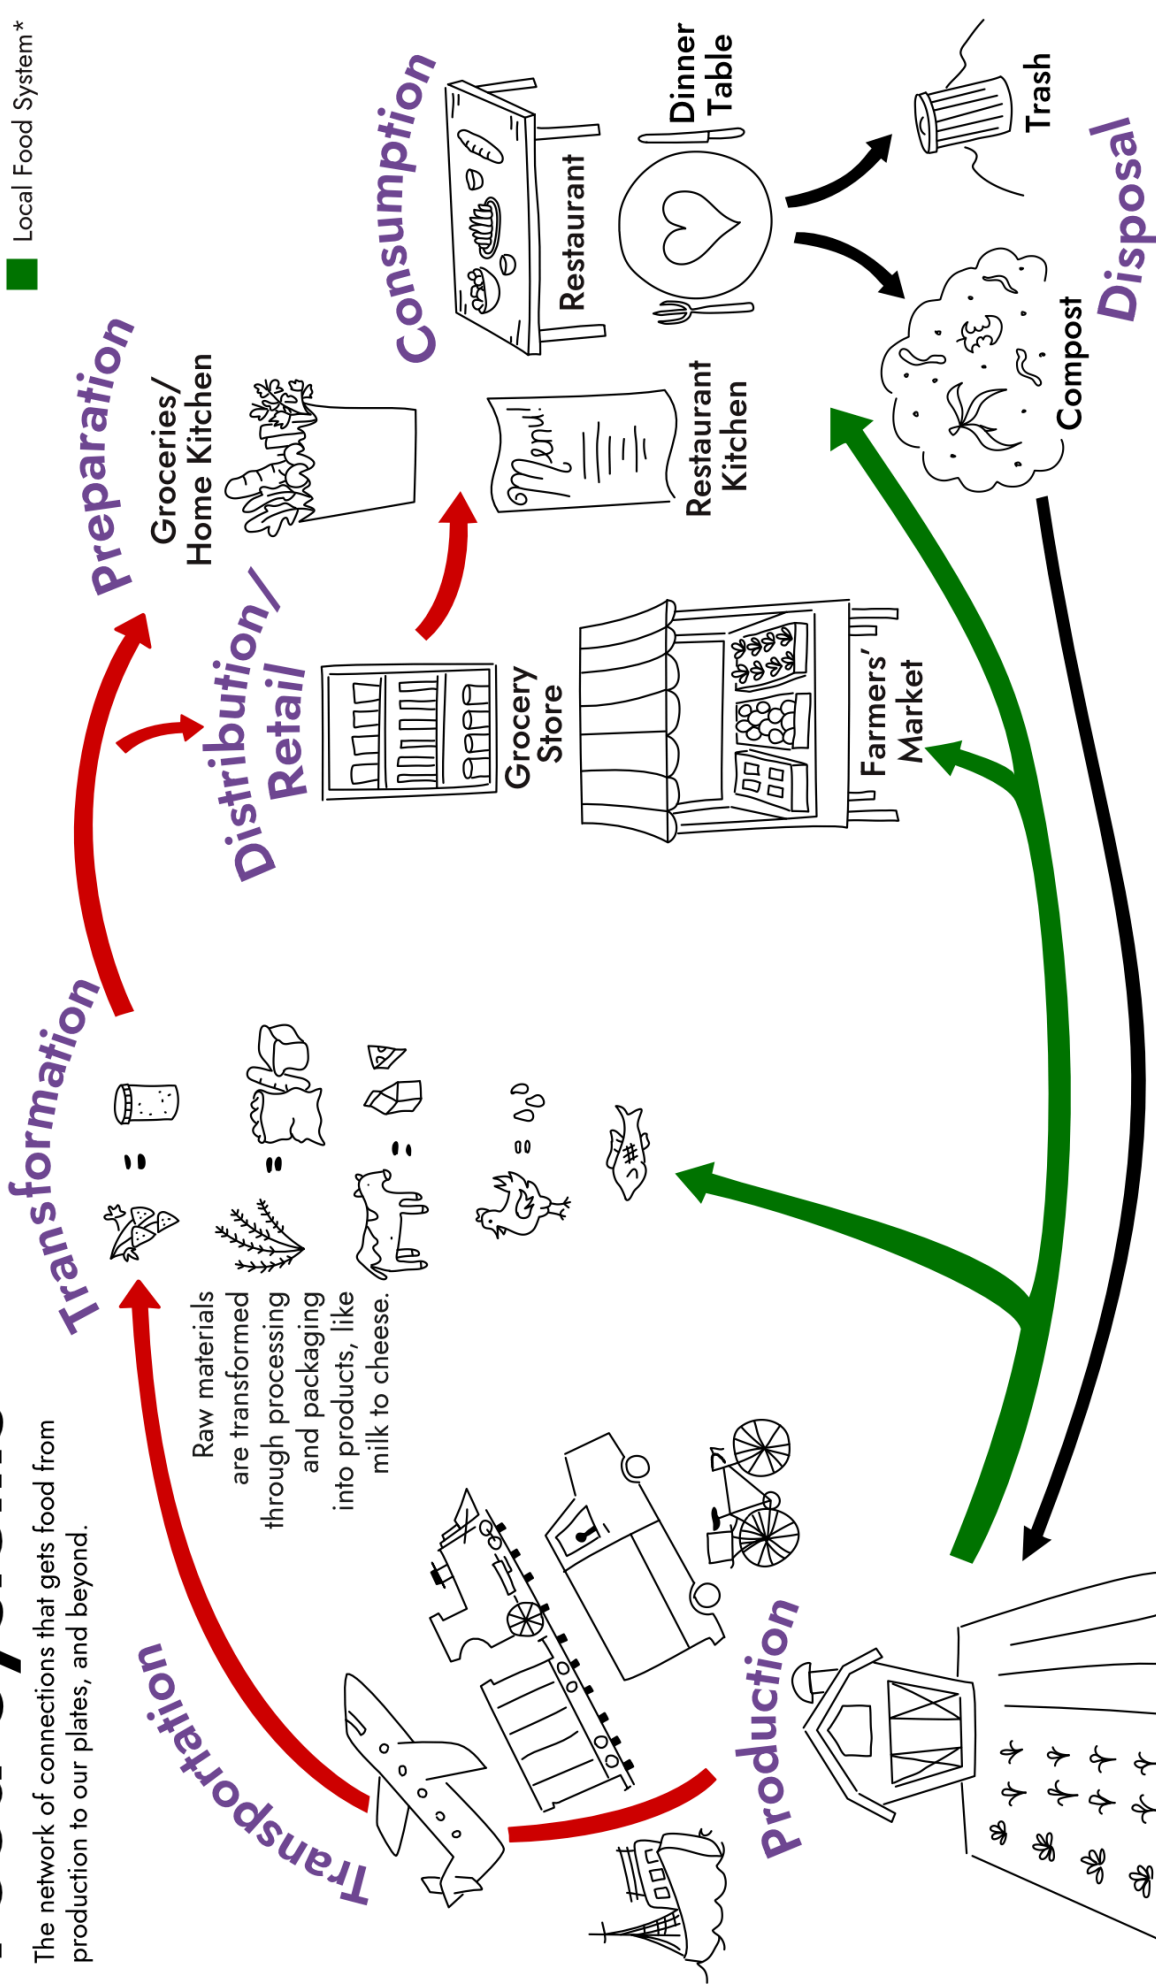 Local Food System*
The network of connections that gets food from
production to our plates, and beyond.
Transportation
Production
Transformation
Raw materials
are transformed
through processing
and packaging
into products, like
milk to cheese.
Distribution/
Retail
Grocery
Store
Farmers'
Market
Preparation
Groceries/
Home Kitchen
Menu
Restaurant
Kitchen
Consumption
Restaurant
Dinner
Table
Compost
Trash
Disposal